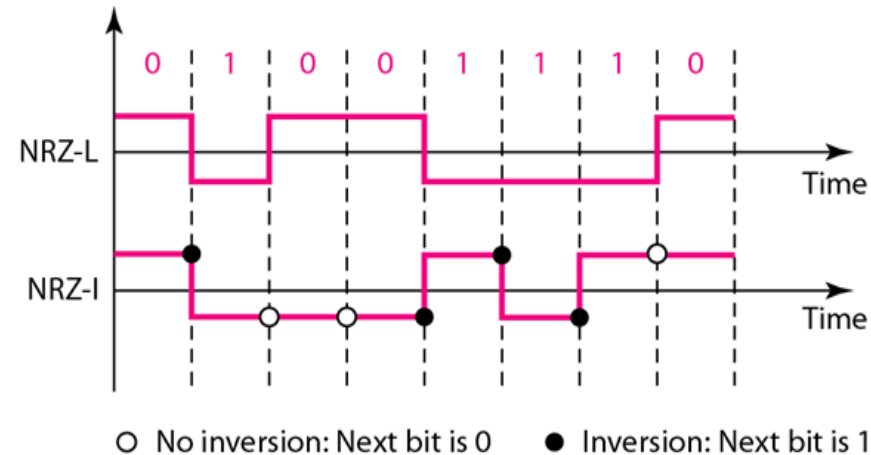 0 1 0 0 1 1 1 0
NRZ-L
Time
NRZ-I
Time
No inversion: Next bit is 0 Inversion: Next bit is 1